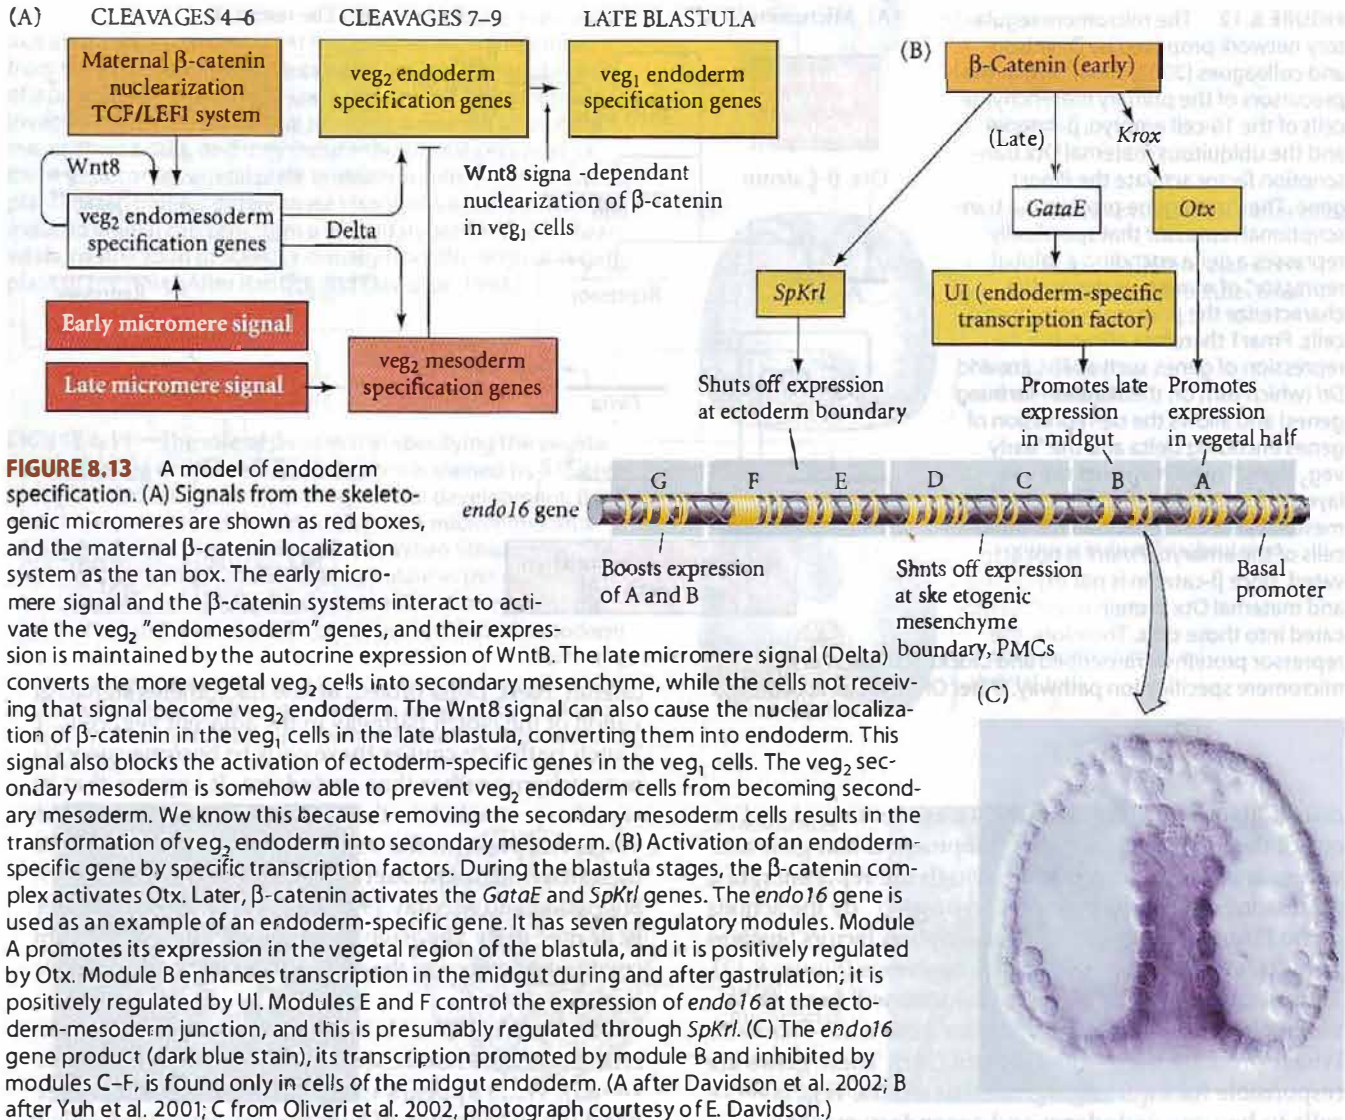 (A) CLEAVAGES 4–6 CLEAVAGES 7–9 LATE BLASTULA
Maternal β-catenin
nuclearization
TCF/LEF1 system
veg₂ endoderm
specification genes
veg₁ endoderm
specification genes
Wnt8
veg₂ endomesoderm
specification genes
Delta
Wnt8 signa -dependant
nuclearization of β-catenin
in veg₁ cells
Early micromere signal
Late micromere signal
veg₂ mesoderm
specification genes
(B)
β-Catenin (early)
(Late)
Krox
GataE
Otx
SpKrl
UI (endoderm-specific
transcription factor)
Shuts off expression
at ectoderm boundary
Promotes late
expression
in midgut
Promotes
expression
in vegetal half
G F E D C B A
endo16 gene
Boosts expression
of A and B
Shnts off expression
at ske etogenic
mesenchyme
boundary, PMCs
Basal
promoter
(C)
FIGURE 8.13 A model of endoderm
specification. (A) Signals from the skeleto-
genic micromeres are shown as red boxes,
and the maternal β-catenin localization
system as the tan box. The early micro-
mere signal and the β-catenin systems interact to acti-
vate the veg₂ "endomesoderm" genes, and their expres-
sion is maintained by the autocrine expression of WntB. The late micromere signal (Delta)
converts the more vegetal veg₂ cells into secondary mesenchyme, while the cells not receiv-
ing that signal become veg₂ endoderm. The Wnt8 signal can also cause the nuclear localiza-
tion of β-catenin in the veg₁ cells in the late blastula, converting them into endoderm. This
signal also blocks the activation of ectoderm-specific genes in the veg₁ cells. The veg₂ sec-
ondary mesoderm is somehow able to prevent veg₂ endoderm cells from becoming second-
ary mesoderm. We know this because removing the secondary mesoderm cells results in the
transformation of veg₂ endoderm into secondary mesoderm. (B) Activation of an endoderm-
specific gene by specific transcription factors. During the blastula stages, the β-catenin com-
plex activates Otx. Later, β-catenin activates the GataE and SpKrl genes. The endo16 gene is
used as an example of an endoderm-specific gene. It has seven regulatory modules. Module
A promotes its expression in the vegetal region of the blastula, and it is positively regulated
by Otx. Module B enhances transcription in the midgut during and after gastrulation; it is
positively regulated by UI. Modules E and F control the expression of endo16 at the ecto-
derm-mesoderm junction, and this is presumably regulated through SpKrl. (C) The endo16
gene product (dark blue stain), its transcription promoted by module B and inhibited by
modules C–F, is found only in cells of the midgut endoderm. (A after Davidson et al. 2002; B
after Yuh et al. 2001; C from Oliveri et al. 2002, photograph courtesy of E. Davidson.)